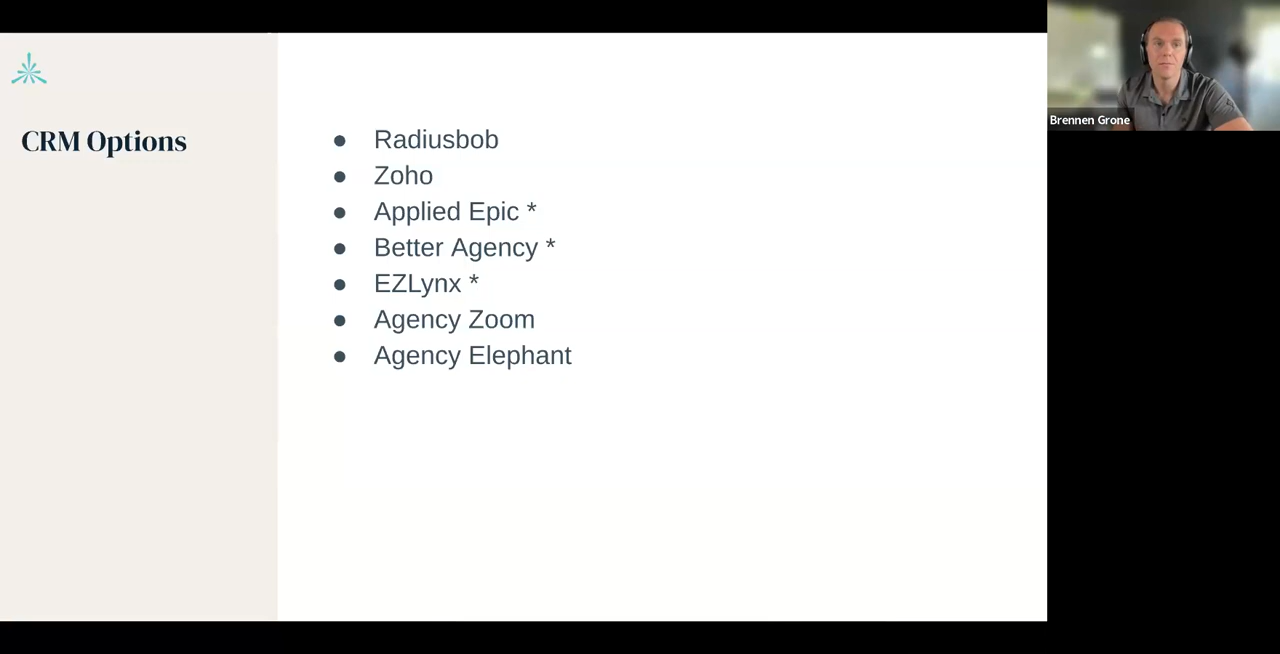 CRM Options
● Radiusbob
● Zoho
● Applied Epic *
● Better Agency *
● EZLynx *
● Agency Zoom
● Agency Elephant
Brennen Grone